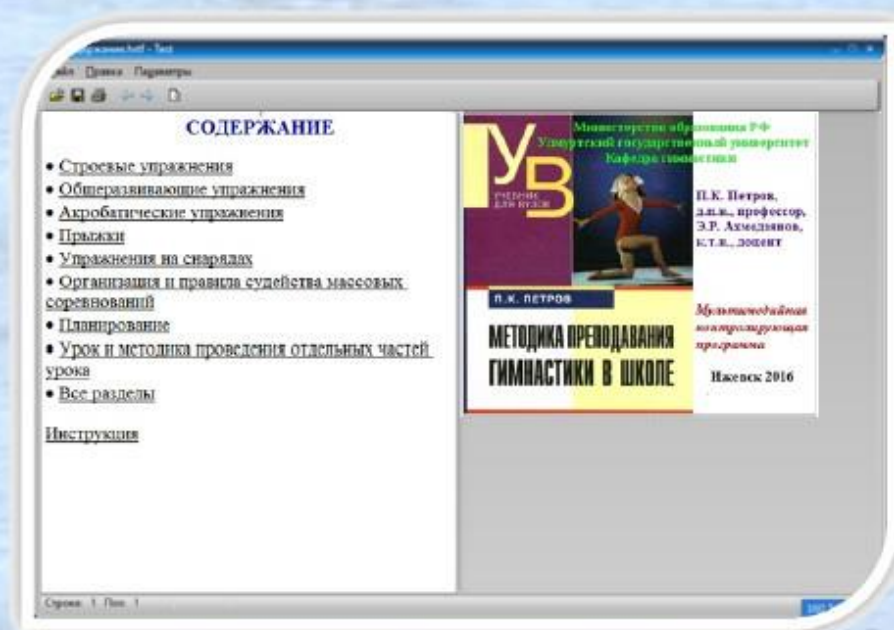 Правка Параметры
СОДЕРЖАНИЕ
• Строевые упражнения
• Общеразвивающие упражнения
• Акробатические упражнения
• Прыжки
• Упражнения на снарядах
• Организация и правила судейства массовых
соревнований
• Планирование
• Урок и методика проведения отдельных частей
урока
• Все разделы
Инструкция
Министерство образования РФ
Удмуртский государственный университет
Кафедра гимнастики
УВ
УЧЕБНИК
ДЛЯ ВУЗОВ
П.К. Петров,
д.п.н., профессор,
Э.Р. Ахмедзянов,
к.т.н., доцент
П.К. ПЕТРОВ
МЕТОДИКА ПРЕПОДАВАНИЯ
ГИМНАСТИКИ В ШКОЛЕ
Мультимедийная
контролирующая
программа
Ижевск 2016
Строка: 1 Поз: 1